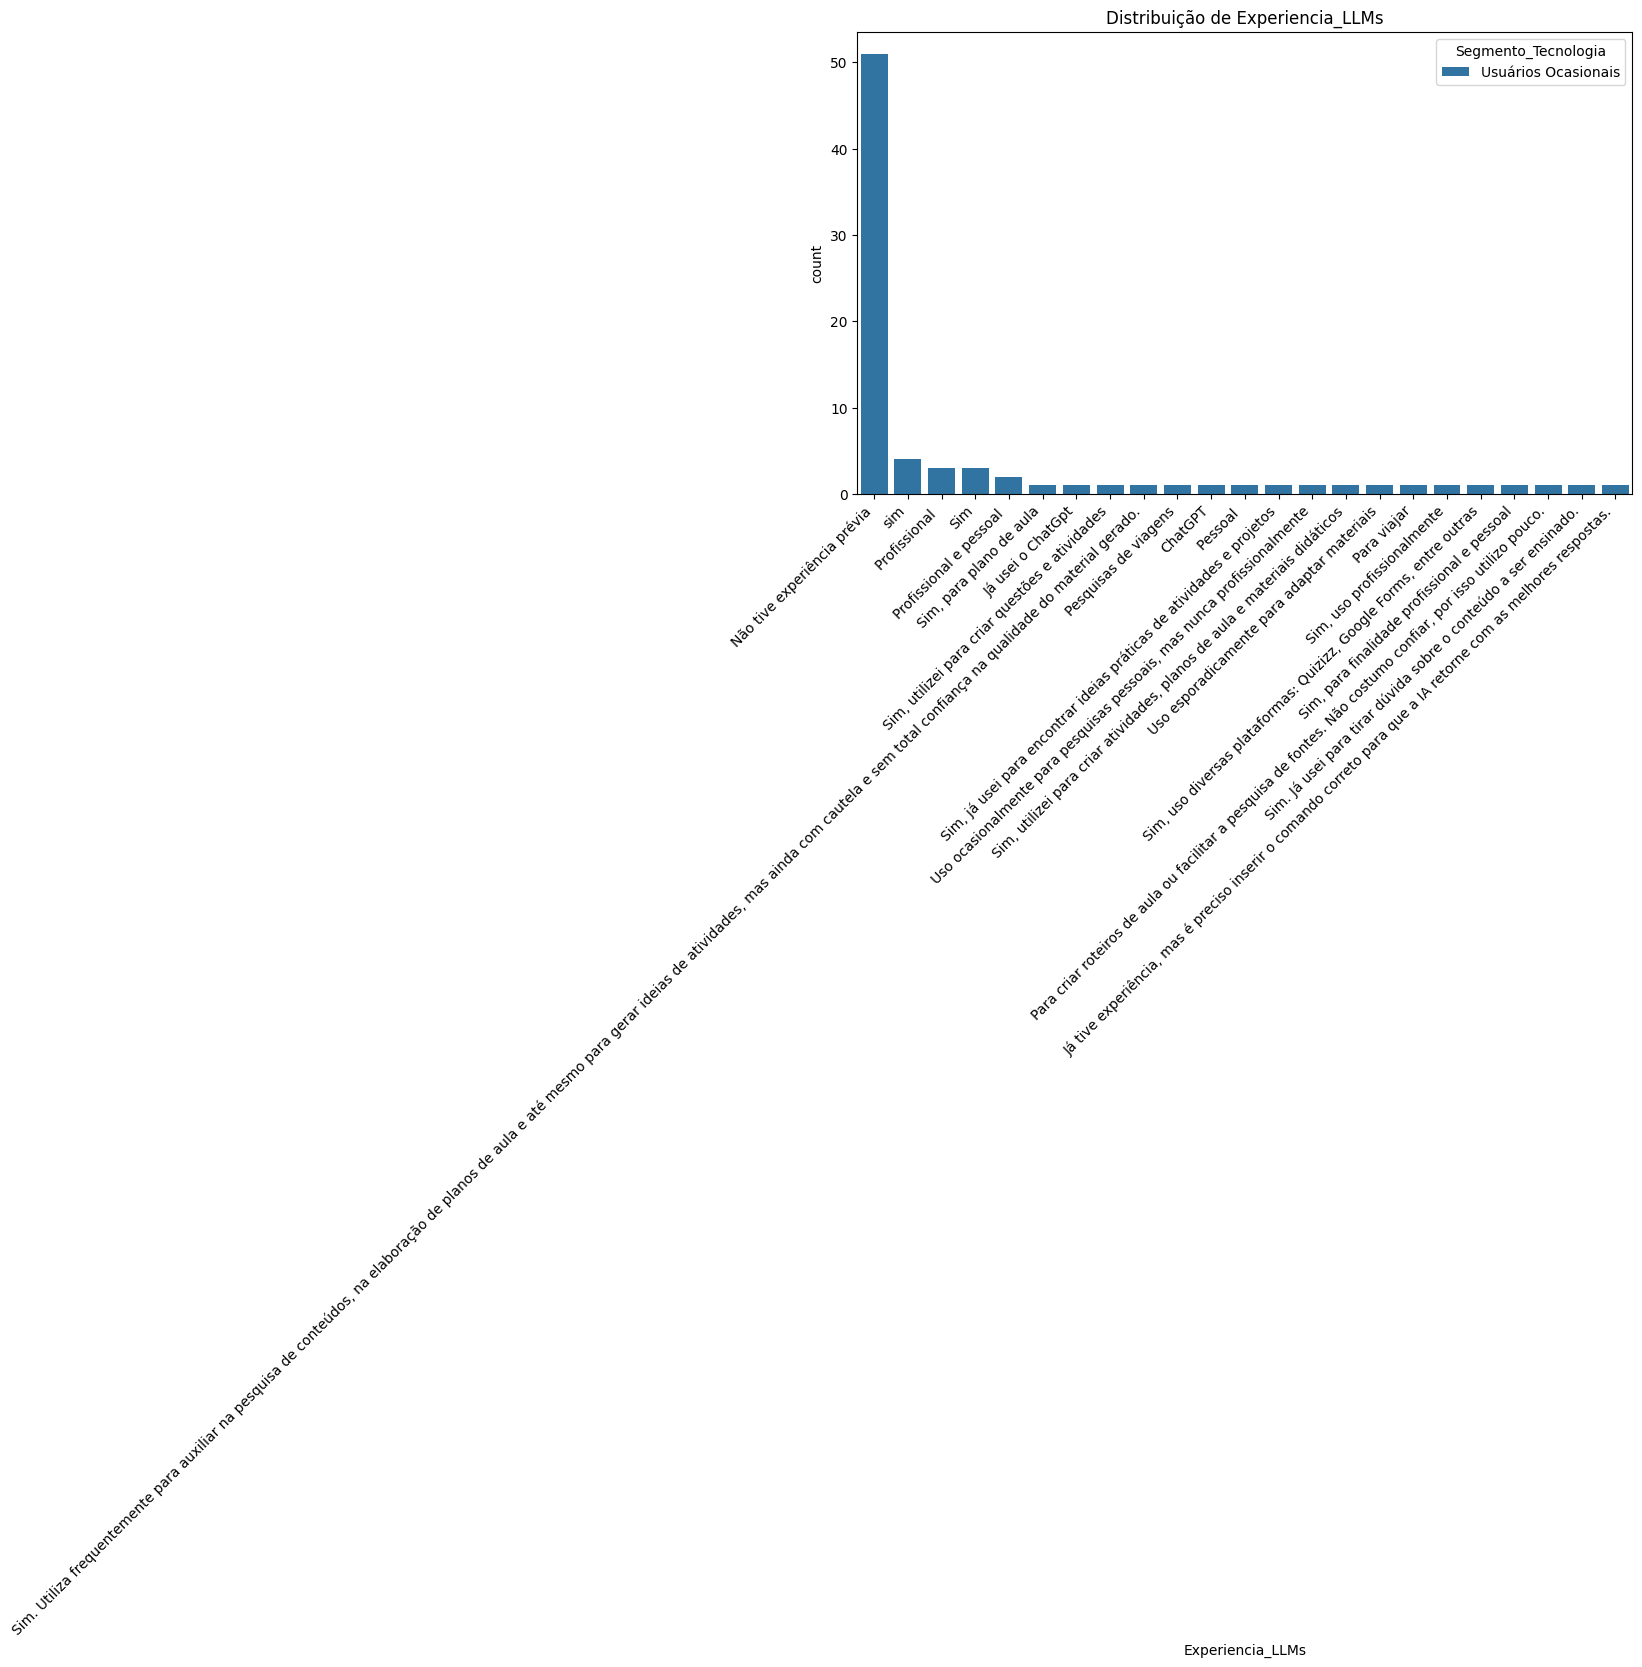 Distribuição de Experiencia_LLMs
Segmento_Tecnologia
Usuários Ocasionais
count
50
40
30
20
10
0
Não tive experiência prévia
sim
Profissional
Sim
Profissional e pessoal
Sim, para plano de aula
Já usei o ChatGpt
Sim, utilizei para criar questões e atividades
Sim. Utiliza frequentemente para auxiliar na pesquisa de conteúdos, na elaboração de planos de aula e até mesmo para gerar ideias de atividades, mas ainda com cautela e sem total confiança na qualidade do material gerado.
Pesquisas de viagens
ChatGPT
Pessoal
Sim, já usei para encontrar ideias práticas de atividades e projetos
Uso ocasionalmente para pesquisas pessoais, mas nunca profissionalmente
Sim, utilizei para criar atividades, planos de aula e materiais didáticos
Uso esporadicamente para adaptar materiais
Para viajar
Sim, uso profissionalmente
Sim, uso diversas plataformas: Quizizz, Google Forms, entre outras
Sim, para finalidade profissional e pessoal
Para criar roteiros de aula ou facilitar a pesquisa de fontes. Não costumo confiar, por isso utilizo pouco.
Sim. Já usei para tirar dúvida sobre o conteúdo a ser ensinado.
Já tive experiência, mas é preciso inserir o comando correto para que a IA retorne com as melhores respostas.
Experiencia_LLMs